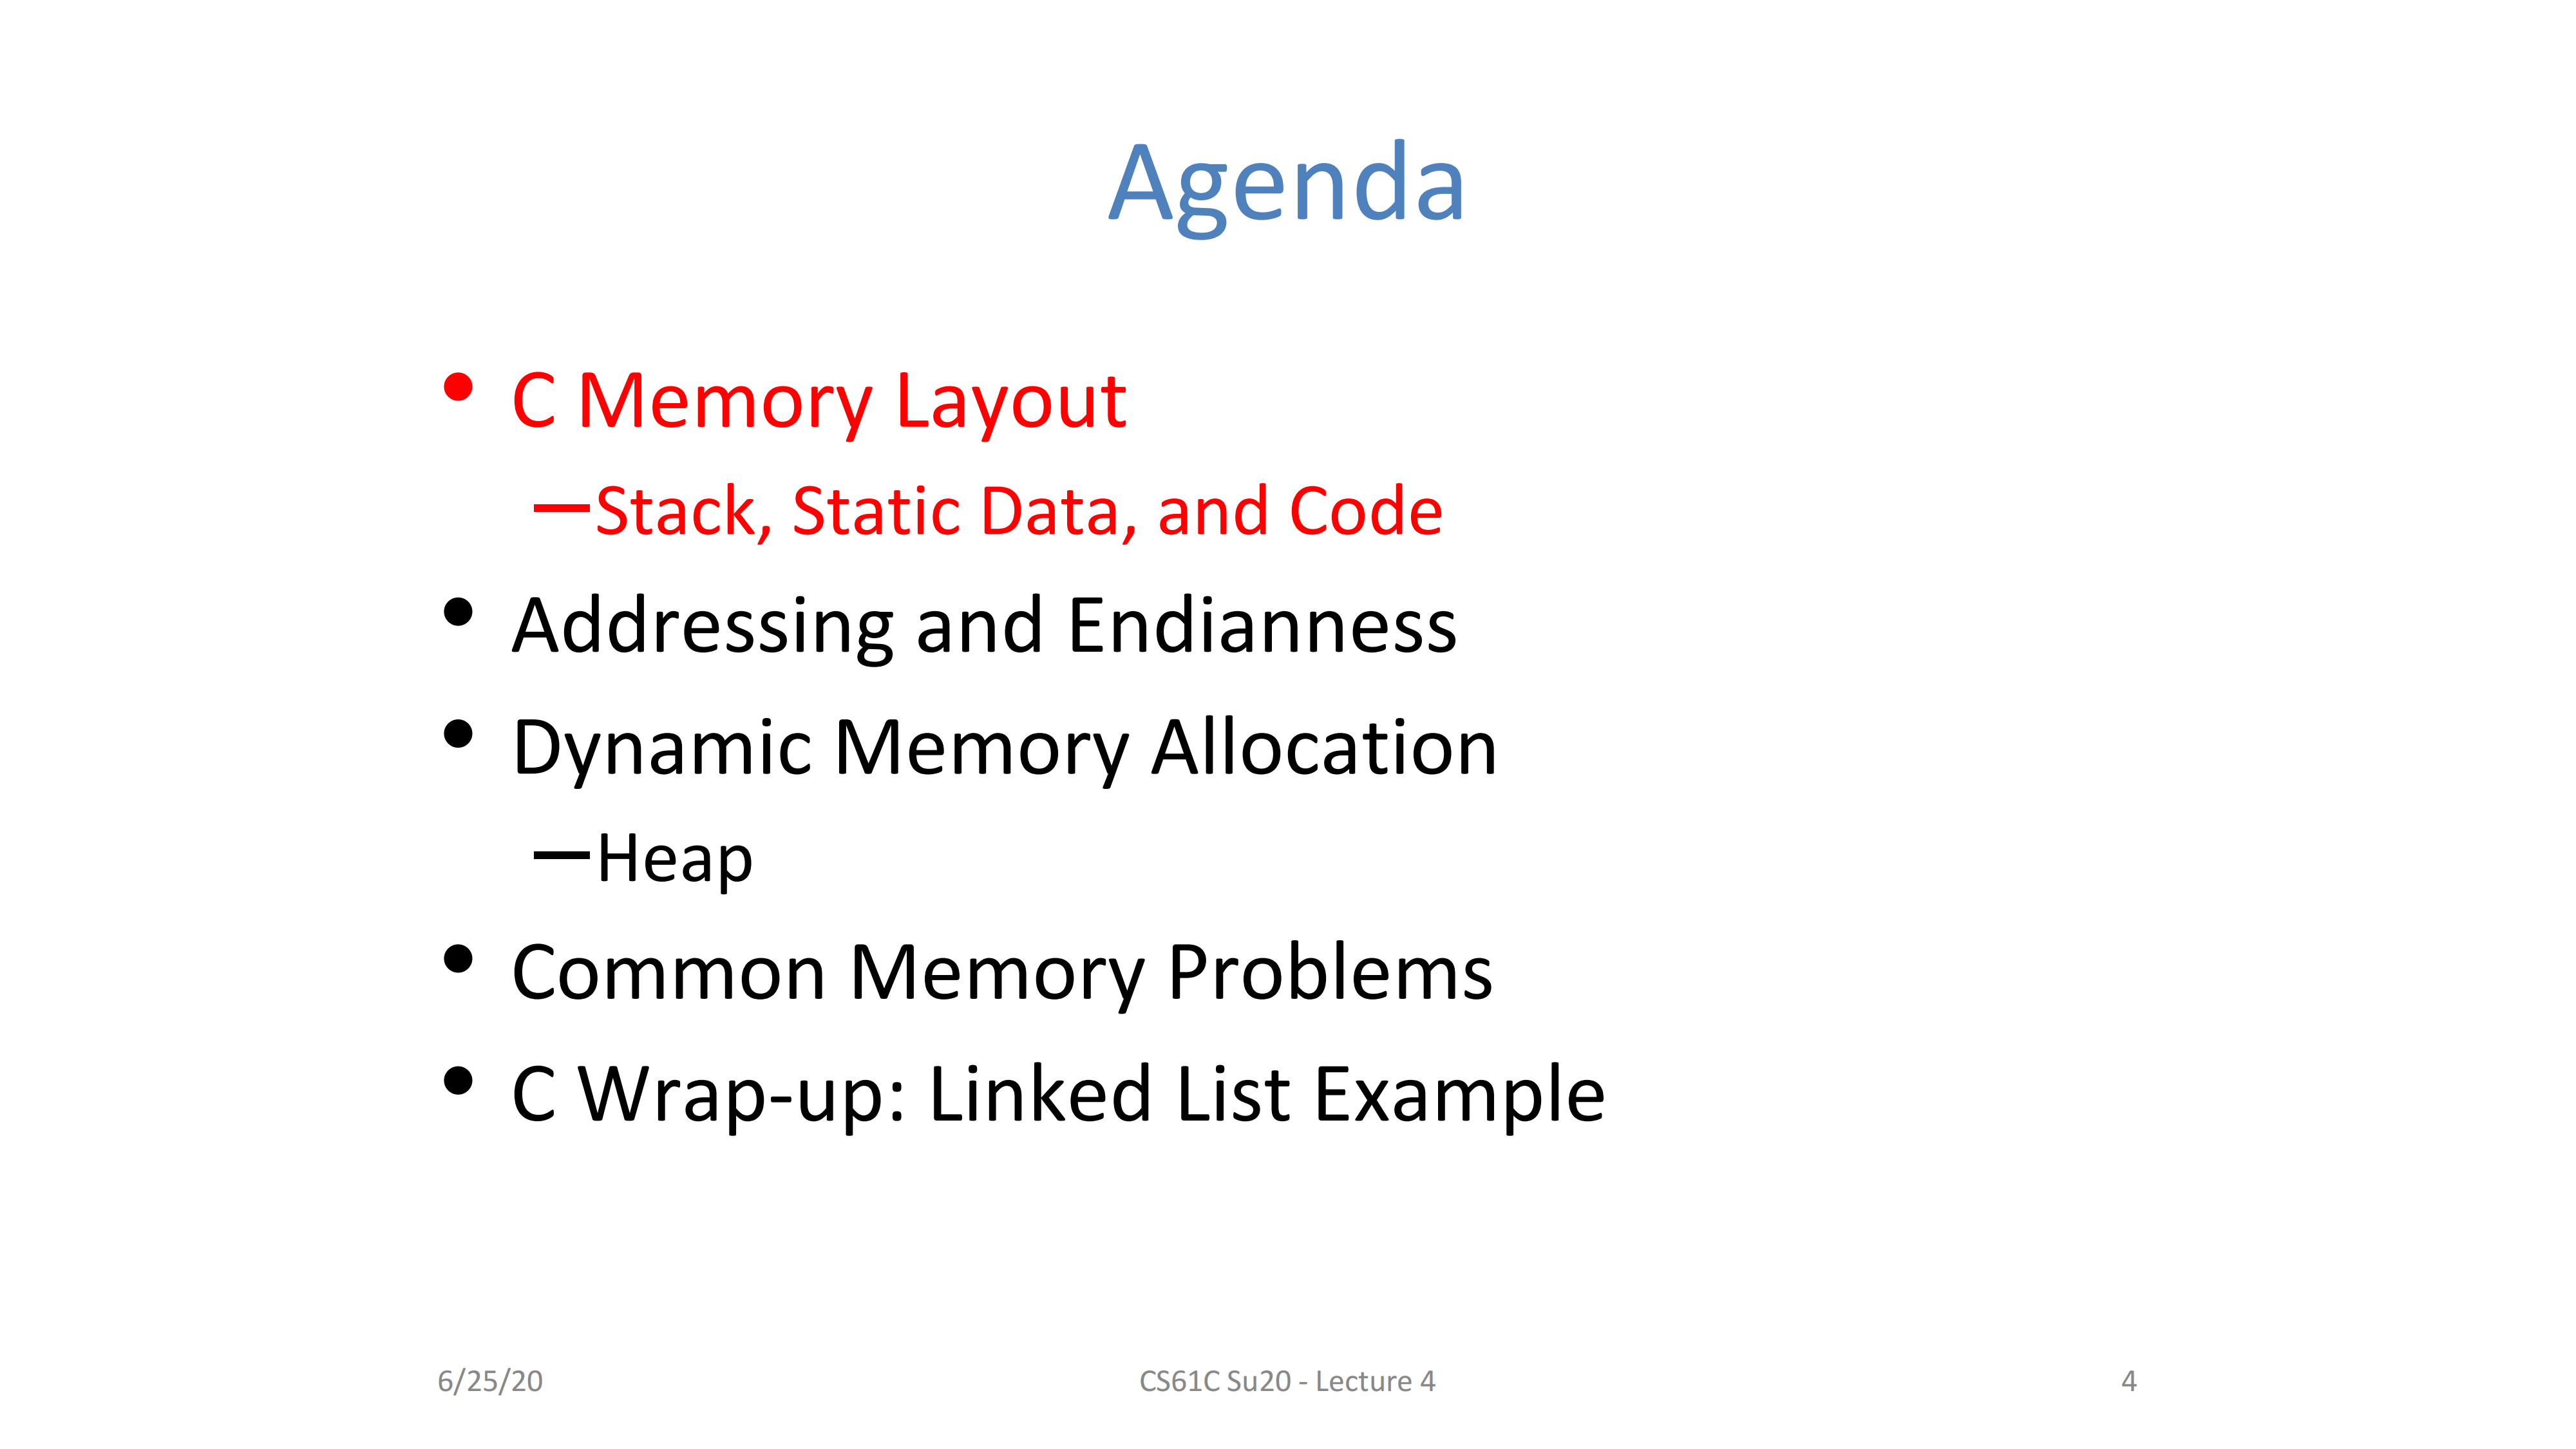 Agenda
• C Memory Layout
—Stack, Static Data, and Code
• Addressing and Endianness
• Dynamic Memory Allocation
—Heap
• Common Memory Problems
• C Wrap-up: Linked List Example
6/25/20
CS61C Su20 - Lecture 4
4